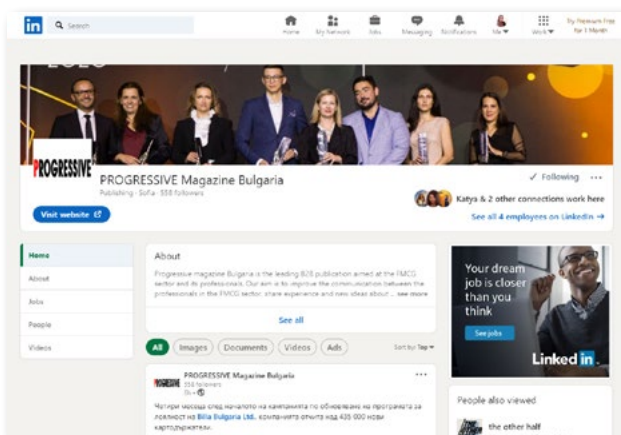 in Search
Home My Network Jobs Messaging Notifications Me Work Try Premium Free
for 1 Month
2020
PROGRESSIVE
PROGRESSIVE Magazine Bulgaria
Publishing · Sofia · 558 followers
Visit website
Following ...
Katya & 2 other connections work here
See all 4 employees on LinkedIn →
Home
About
Jobs
People
Videos
About
Progressive magazine Bulgaria is the leading B2B publication aimed at the FMCG
sector and its professionals. Our aim is to improve the communication between the
professionals in the FMCG sector, share experience and new ideas about ... see more
See all
All Images Documents Videos Ads Sort by: Top
PROGRESSIVE
PROGRESSIVE Magazine Bulgaria ...
558 followers
Четири месеца след началото на кампанията по обновяване на програмата за
лоялност на Billa Bulgaria Ltd. компанията отчита над 435 000 нови
картодържатели.
Your dream
job is closer
than you
think
See jobs
Linked in
People also viewed
the other half